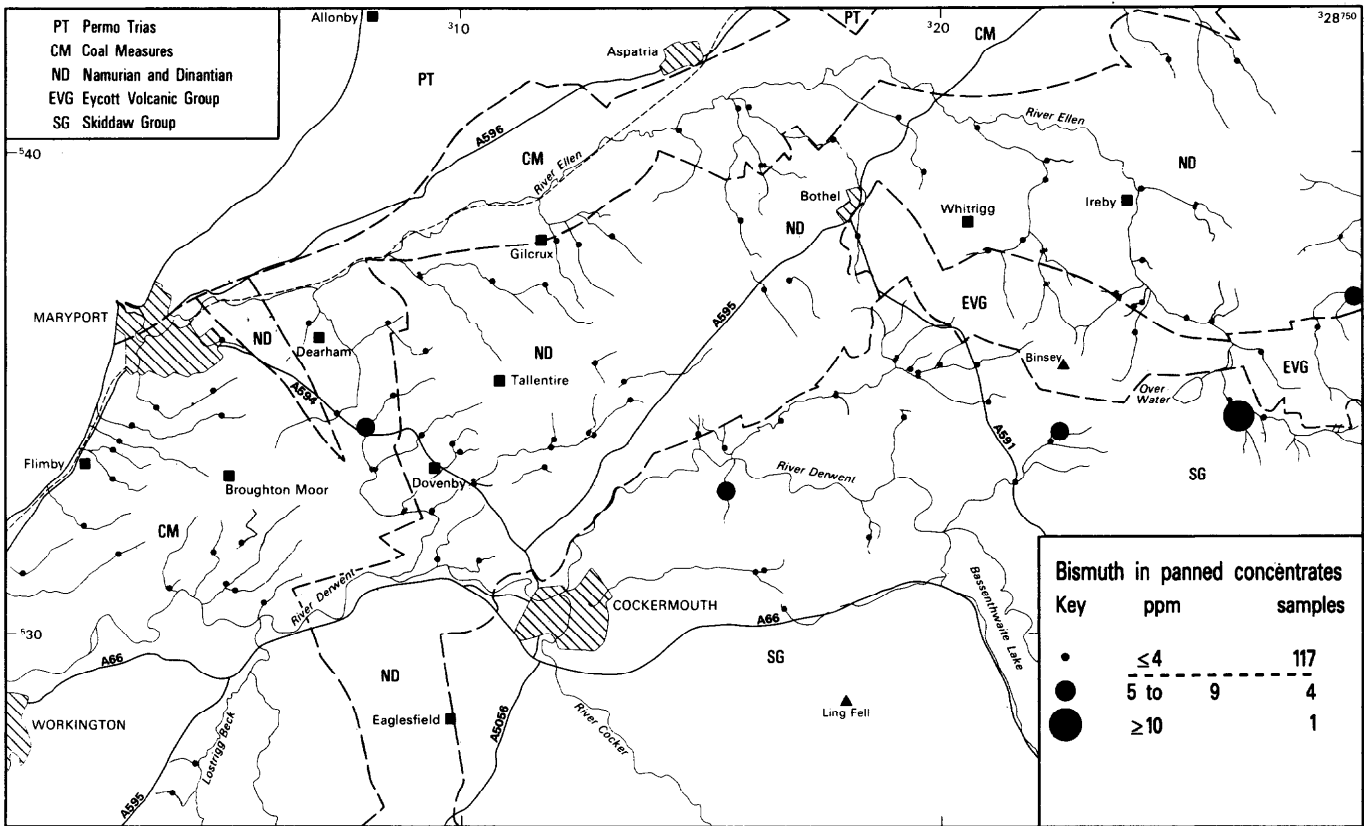 PT Permo Trias
CM Coal Measures
ND Namurian and Dinantian
EVG Eycott Volcanic Group
SG Skiddaw Group
Allonby
³10
Aspatria
PT
³20
CM
³28⁷⁵⁰
PT
⁵40
A596
CM
River Ellen
River Ellen
ND
Bothel
Whitrigg
Ireby
ND
Gilcrux
MARYPORT
ND
Dearham
A595
EVG
ND
Tallentire
Binsey
EVG
Over
Water
A594
A591
Flimby
Broughton Moor
Dovenby
River Derwent
SG
CM
River Derwent
COCKERMOUTH
A66
Bassenthwaite Lake
⁵30
A66
SG
ND
WORKINGTON
Eaglesfield
A5056
River Cocker
Ling Fell
Lostrigg Beck
A595
Bismuth in panned concentrates
Key ppm samples
≤4 117
5 to 9 4
≥10 1